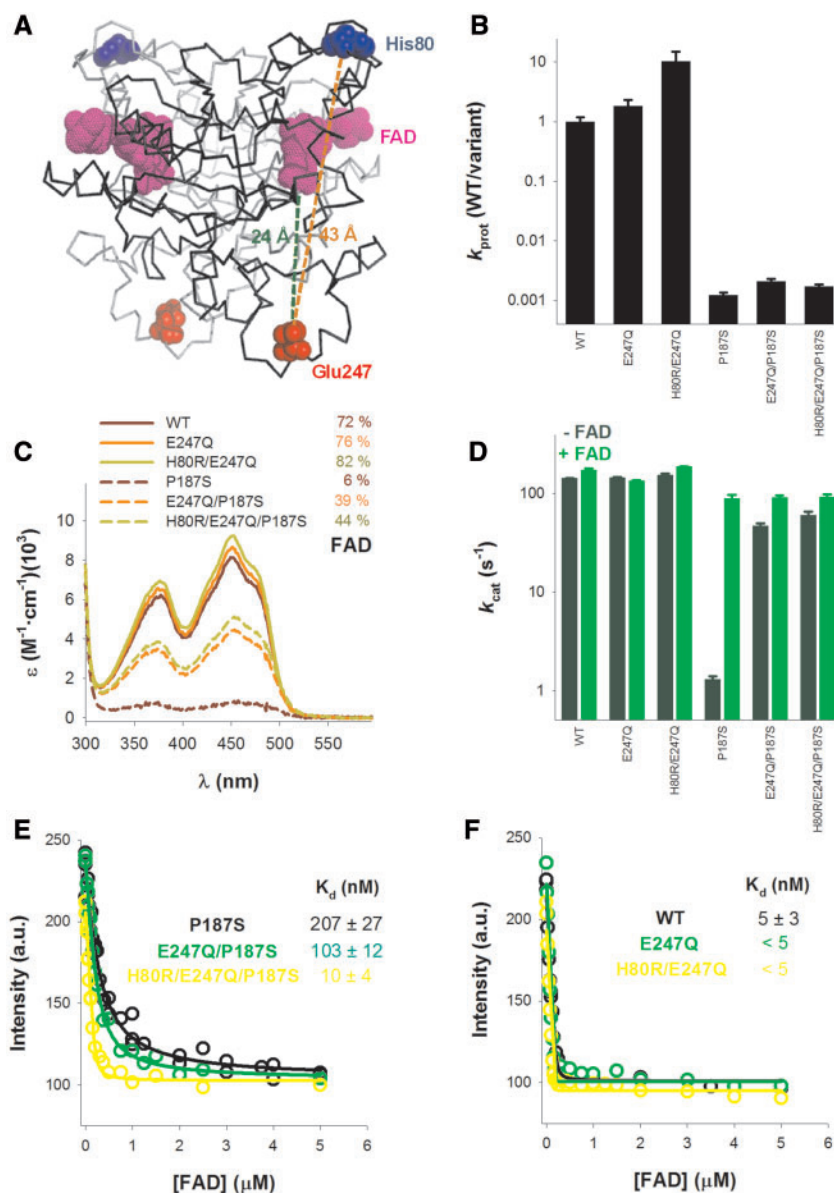 A
His80
FAD
24 Å
43 Å
Glu247
B
k_prot (WT/variant)
10
1
0.1
0.01
0.001
WT
E247Q
H80R/E247Q
P187S
E247Q/P187S
H80R/E247Q/P187S
C
WT 72 %
E247Q 76 %
H80R/E247Q 82 %
P187S 6 %
E247Q/P187S 39 %
H80R/E247Q/P187S 44 %
FAD
ε (M⁻¹·cm⁻¹)(10³)
10
8
6
4
2
0
300 350 400 450 500 550
λ (nm)
D
- FAD
+ FAD
k_cat (s⁻¹)
100
10
1
WT
E247Q
H80R/E247Q
P187S
E247Q/P187S
H80R/E247Q/P187S
E
K_d (nM)
P187S 207 ± 27
E247Q/P187S 103 ± 12
H80R/E247Q/P187S 10 ± 4
Intensity (a.u.)
250
200
150
100
0 1 2 3 4 5 6
[FAD] (μM)
F
K_d (nM)
WT 5 ± 3
E247Q < 5
H80R/E247Q < 5
Intensity (a.u.)
250
200
150
100
0 1 2 3 4 5 6
[FAD] (μM)